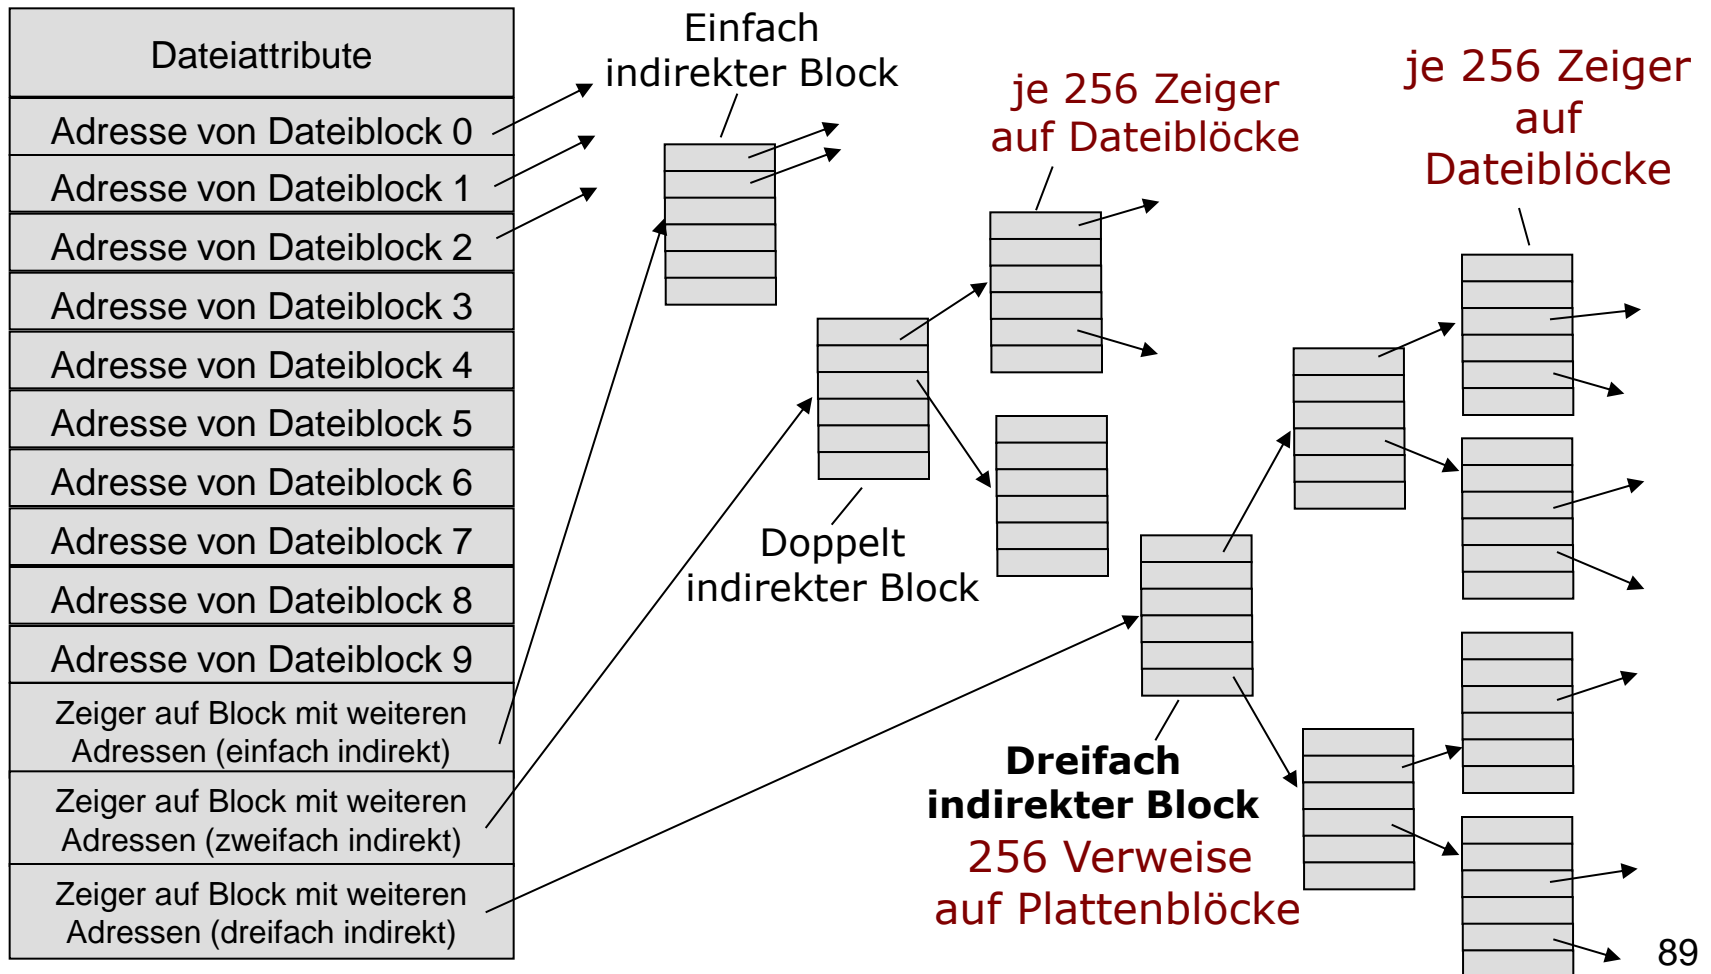 Dateiattribute
Adresse von Dateiblock 0
Adresse von Dateiblock 1
Adresse von Dateiblock 2
Adresse von Dateiblock 3
Adresse von Dateiblock 4
Adresse von Dateiblock 5
Adresse von Dateiblock 6
Adresse von Dateiblock 7
Adresse von Dateiblock 8
Adresse von Dateiblock 9
Zeiger auf Block mit weiteren
Adressen (einfach indirekt)
Zeiger auf Block mit weiteren
Adressen (zweifach indirekt)
Zeiger auf Block mit weiteren
Adressen (dreifach indirekt)
Einfach
indirekter Block
je 256 Zeiger
auf Dateiblöcke
je 256 Zeiger
auf
Dateiblöcke
Doppelt
indirekter Block
Dreifach
indirekter Block
256 Verweise
auf Plattenblöcke
89